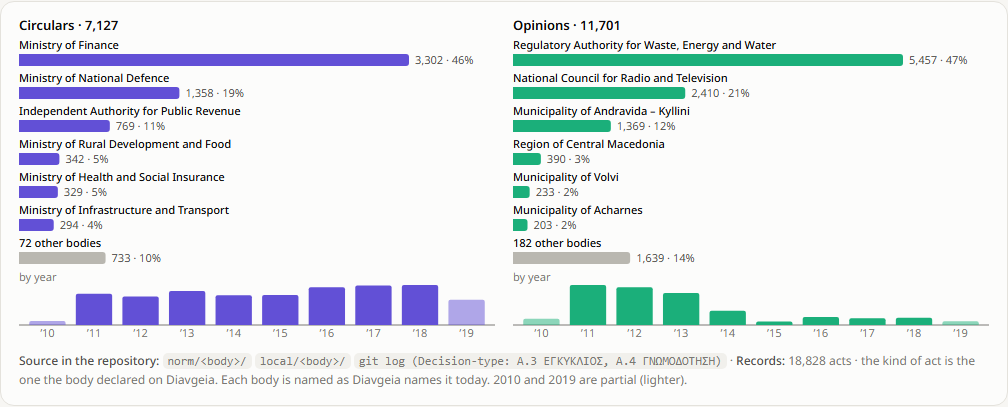 Circulars · 7,127
Ministry of Finance
3,302 · 46%
Ministry of National Defence
1,358 · 19%
Independent Authority for Public Revenue
769 · 11%
Ministry of Rural Development and Food
342 · 5%
Ministry of Health and Social Insurance
329 · 5%
Ministry of Infrastructure and Transport
294 · 4%
72 other bodies
733 · 10%
by year
'10 '11 '12 '13 '14 '15 '16 '17 '18 '19
Opinions · 11,701
Regulatory Authority for Waste, Energy and Water
5,457 · 47%
National Council for Radio and Television
2,410 · 21%
Municipality of Andravida – Kyllini
1,369 · 12%
Region of Central Macedonia
390 · 3%
Municipality of Volvi
233 · 2%
Municipality of Acharnes
203 · 2%
182 other bodies
1,639 · 14%
by year
'10 '11 '12 '13 '14 '15 '16 '17 '18 '19
Source in the repository: norm/<body>/ local/<body>/ git log (Decision-type: Α.3 ΕΓΚΥΚΛΙΟΣ, Α.4 ΓΝΩΜΟΔΟΤΗΣΗ) · Records: 18,828 acts · the kind of act is the
one the body declared on Diavgeia. Each body is named as Diavgeia names it today. 2010 and 2019 are partial (lighter).